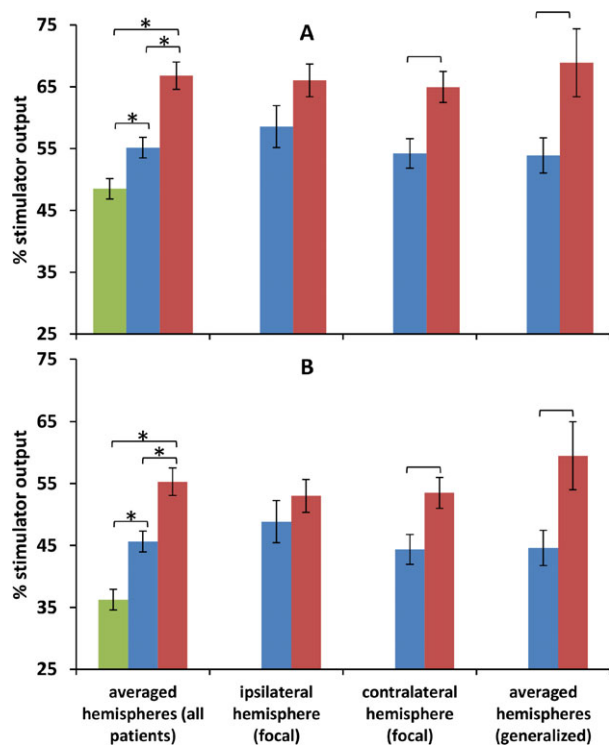 75
65
55
45
35
25
% stimulator output
A
*
*
*
75
65
55
45
35
25
% stimulator output
B
*
*
*
averaged
hemispheres (all
patients)
ipsilateral
hemisphere
(focal)
contralateral
hemisphere
(focal)
averaged
hemispheres
(generalized)